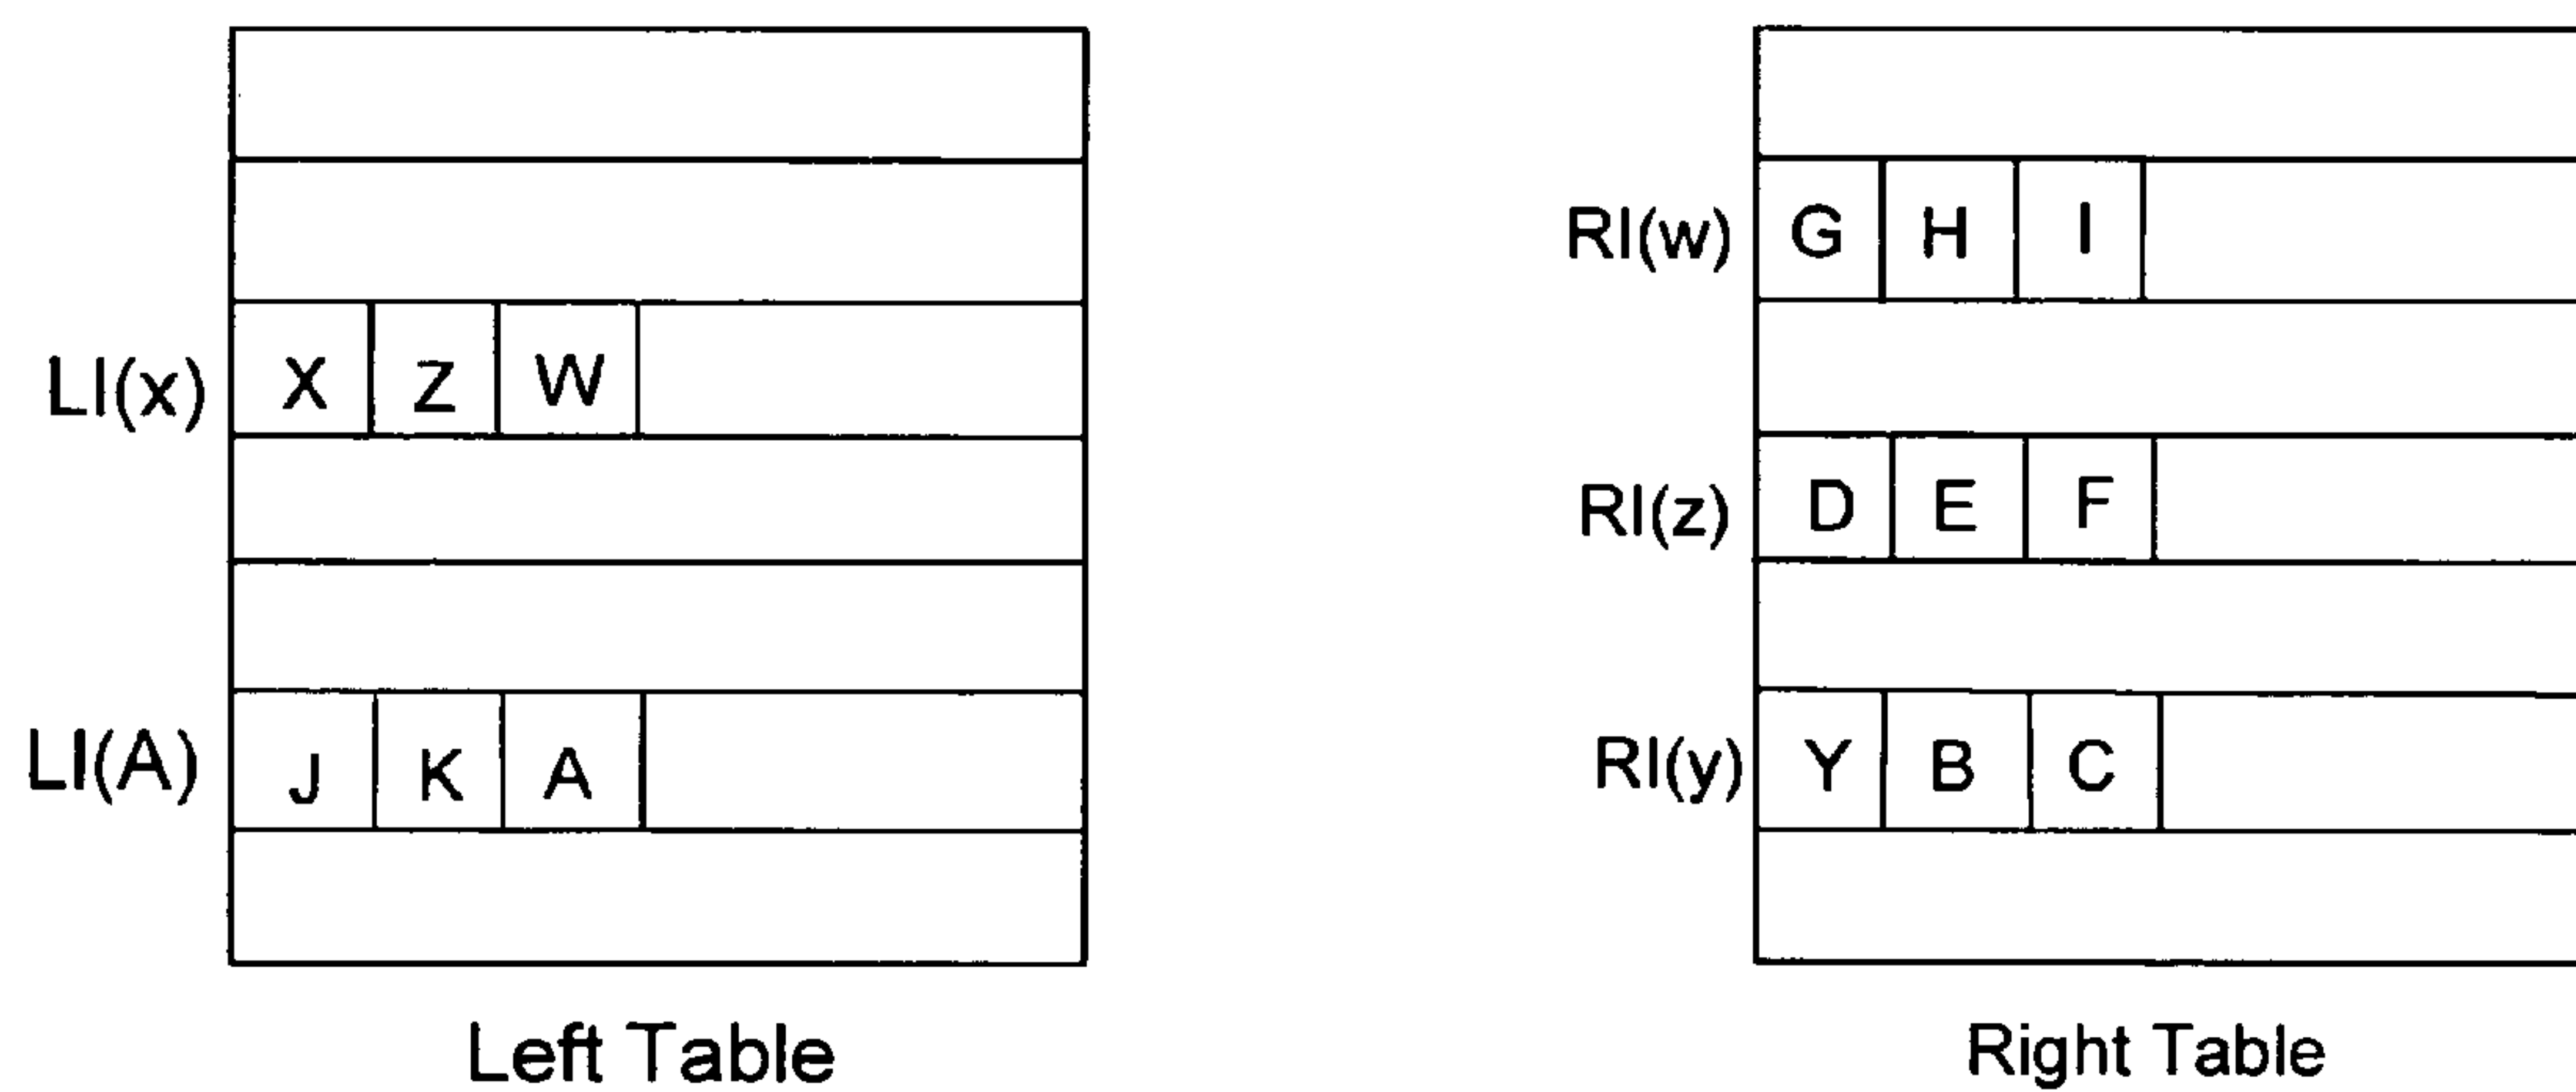 RI(w) G H I
LI(x) X Z W
RI(z) D E F
LI(A) J K A
RI(y) Y B C
Left Table
Right Table